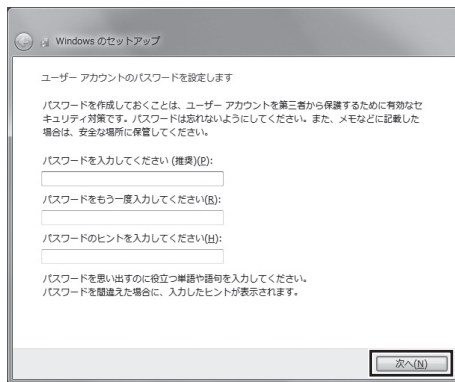 Windows のセットアップ
ユーザー アカウントのパスワードを設定します
パスワードを作成しておくことは、ユーザー アカウントを第三者から保護するために有効なセ
キュリティ対策です。パスワードは忘れないようにしてください。また、メモなどに記載した
場合は、安全な場所に保管してください。
パスワードを入力してください (推奨)(P):
パスワードをもう一度入力してください(R):
パスワードのヒントを入力してください(H):
パスワードを思い出すのに役立つ単語や語句を入力してください。
パスワードを間違えた場合に、入力したヒントが表示されます。
次へ(N)